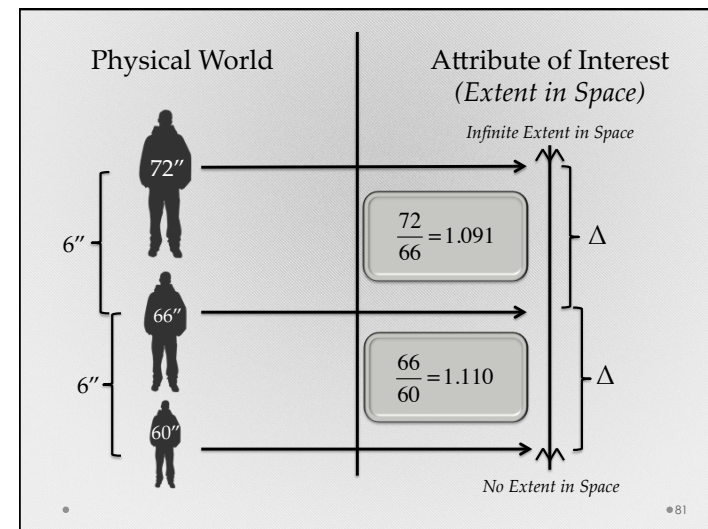 Physical World
Attribute of Interest
(Extent in Space)
Infinite Extent in Space
72″
72
66
=1.091
6″
Δ
66″
66
60
=1.110
6″
Δ
60″
No Extent in Space
81